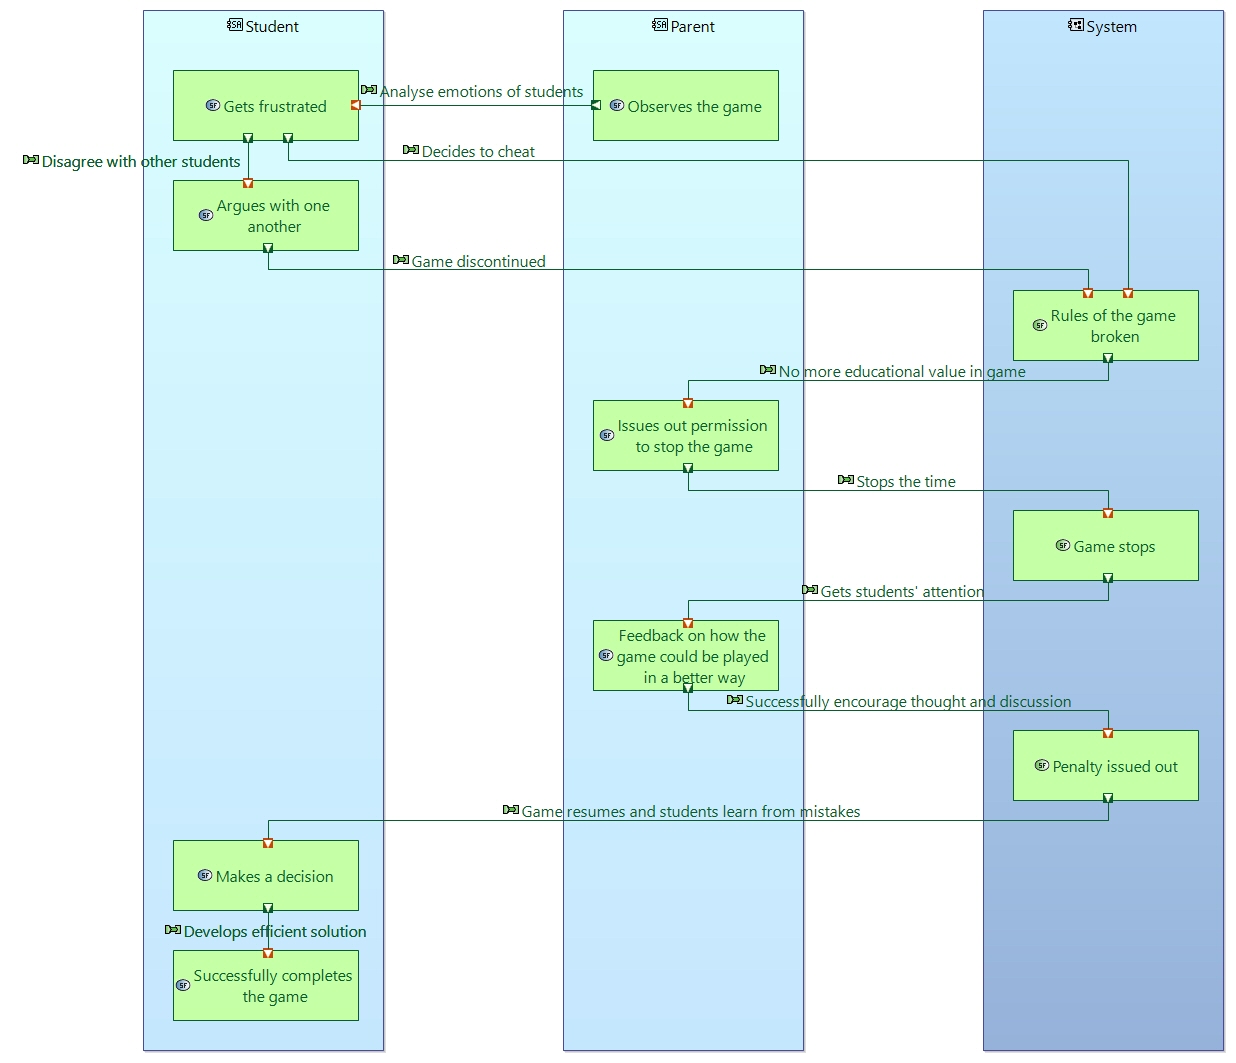 Student
Parent
System
Analyse emotions of students
Gets frustrated
Observes the game
Decides to cheat
Disagree with other students
Argues with one
another
Game discontinued
Rules of the game
broken
No more educational value in game
Issues out permission
to stop the game
Stops the time
Game stops
Gets students' attention
Feedback on how the
game could be played
in a better way
Successfully encourage thought and discussion
Penalty issued out
Game resumes and students learn from mistakes
Makes a decision
Develops efficient solution
Successfully completes
the game